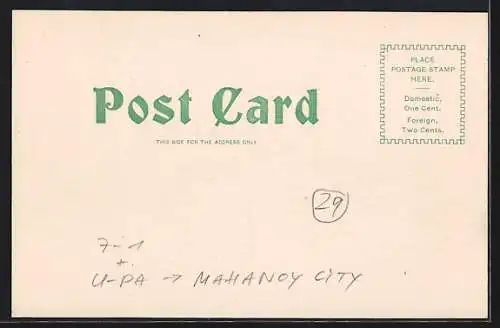 PLACE
POSTAGE STAMP
HERE.
Domestic,
One Cent.
Foreign,
Two Cents.
Post Card
THIS SIDE FOR THE ADDRESS ONLY.
29
7-1
+.
U-PA → MAHANOY CITY